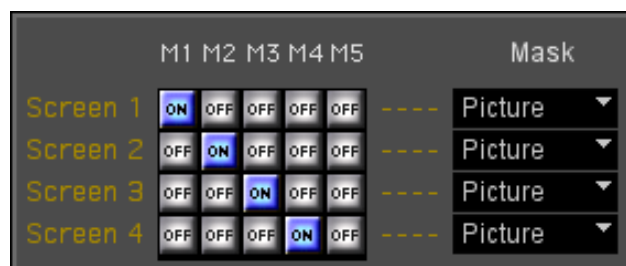 M1 M2 M3 M4 M5 Mask
Screen 1 ON OFF OFF OFF OFF ---- Picture
Screen 2 OFF ON OFF OFF OFF ---- Picture
Screen 3 OFF OFF ON OFF OFF ---- Picture
Screen 4 OFF OFF OFF ON OFF ---- Picture